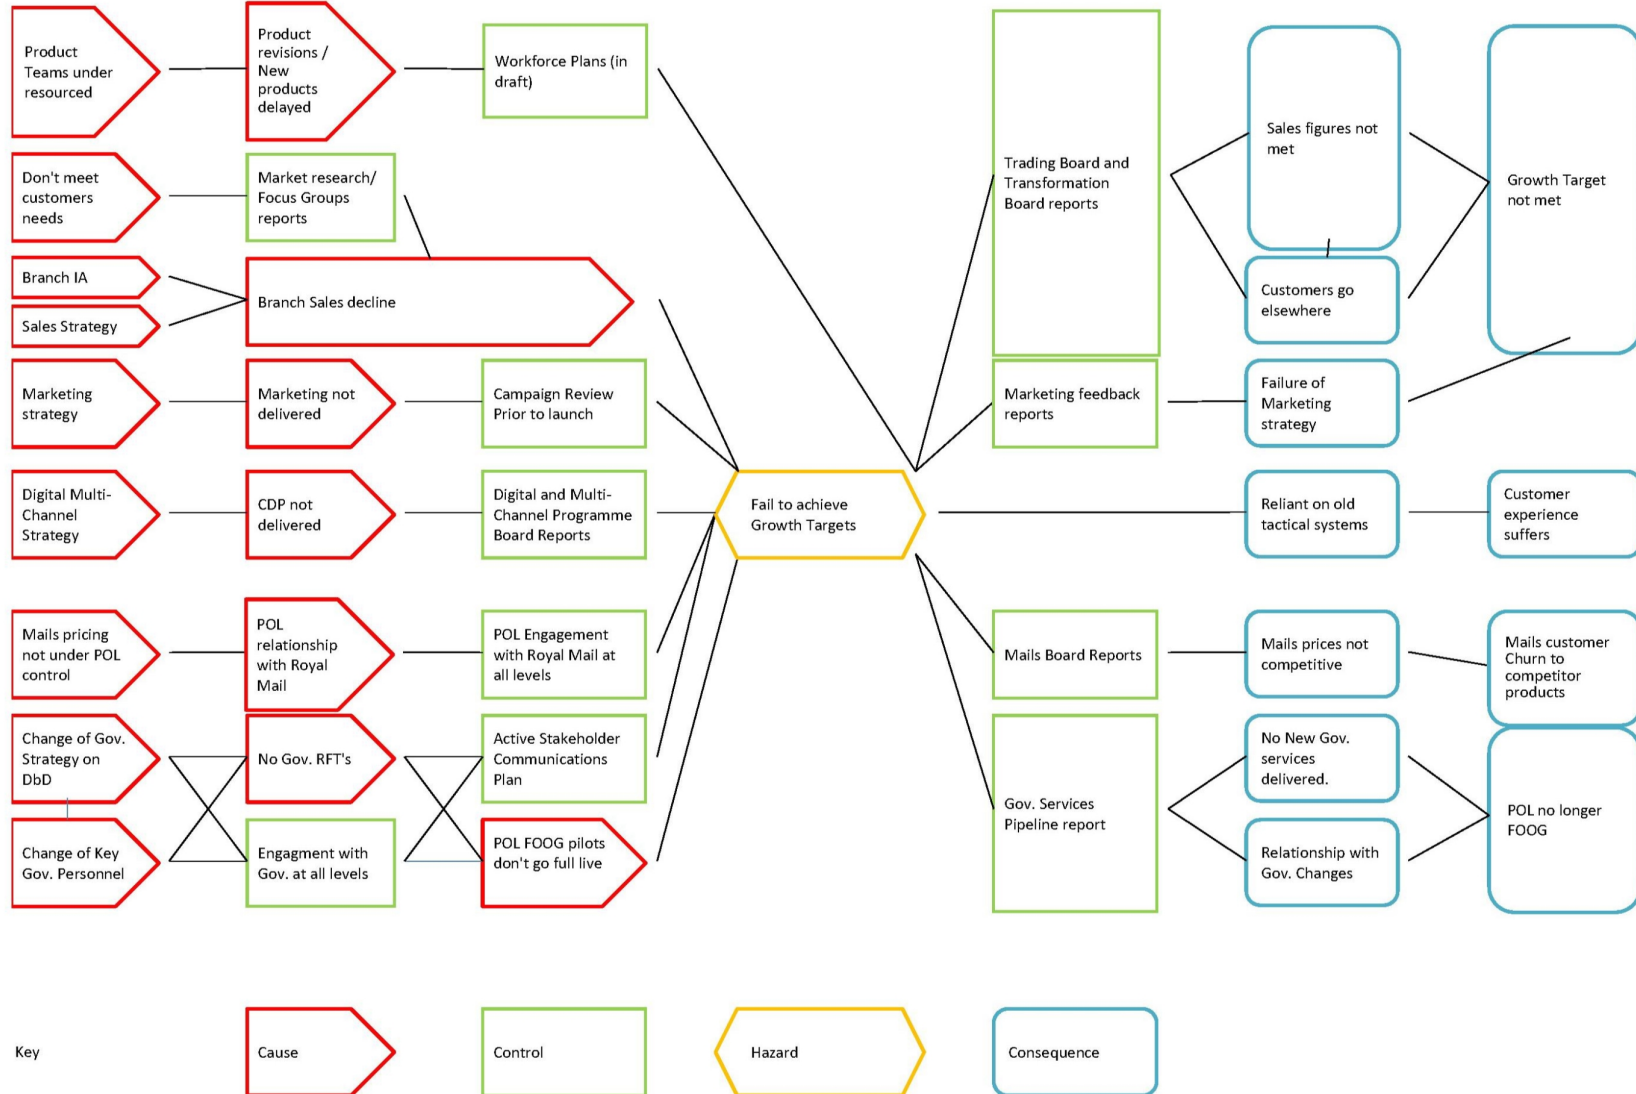 Product
Teams under
resourced
Product
revisions /
New
products
delayed
Workforce Plans (in
draft)
Don't meet
customers
needs
Market research/
Focus Groups
reports
Branch IA
Sales Strategy
Branch Sales decline
Marketing
strategy
Marketing not
delivered
Campaign Review
Prior to launch
Digital Multi-
Channel
Strategy
CDP not
delivered
Digital and Multi-
Channel Programme
Board Reports
Mails pricing
not under POL
control
POL
relationship
with Royal
Mail
POL Engagement
with Royal Mail at
all levels
Change of Gov.
Strategy on
DbD
No Gov. RFT's
Active Stakeholder
Communications
Plan
Change of Key
Gov. Personnel
Engagment with
Gov. at all levels
POL FOOG pilots
don't go full live
Fail to achieve
Growth Targets
Trading Board and
Transformation
Board reports
Sales figures not
met
Growth Target
not met
Customers go
elsewhere
Marketing feedback
reports
Failure of
Marketing
strategy
Reliant on old
tactical systems
Customer
experience
suffers
Mails Board Reports
Mails prices not
competitive
Mails customer
Churn to
competitor
products
Gov. Services
Pipeline report
No New Gov.
services
delivered.
Relationship with
Gov. Changes
POL no longer
FOOG
Key
Cause
Control
Hazard
Consequence